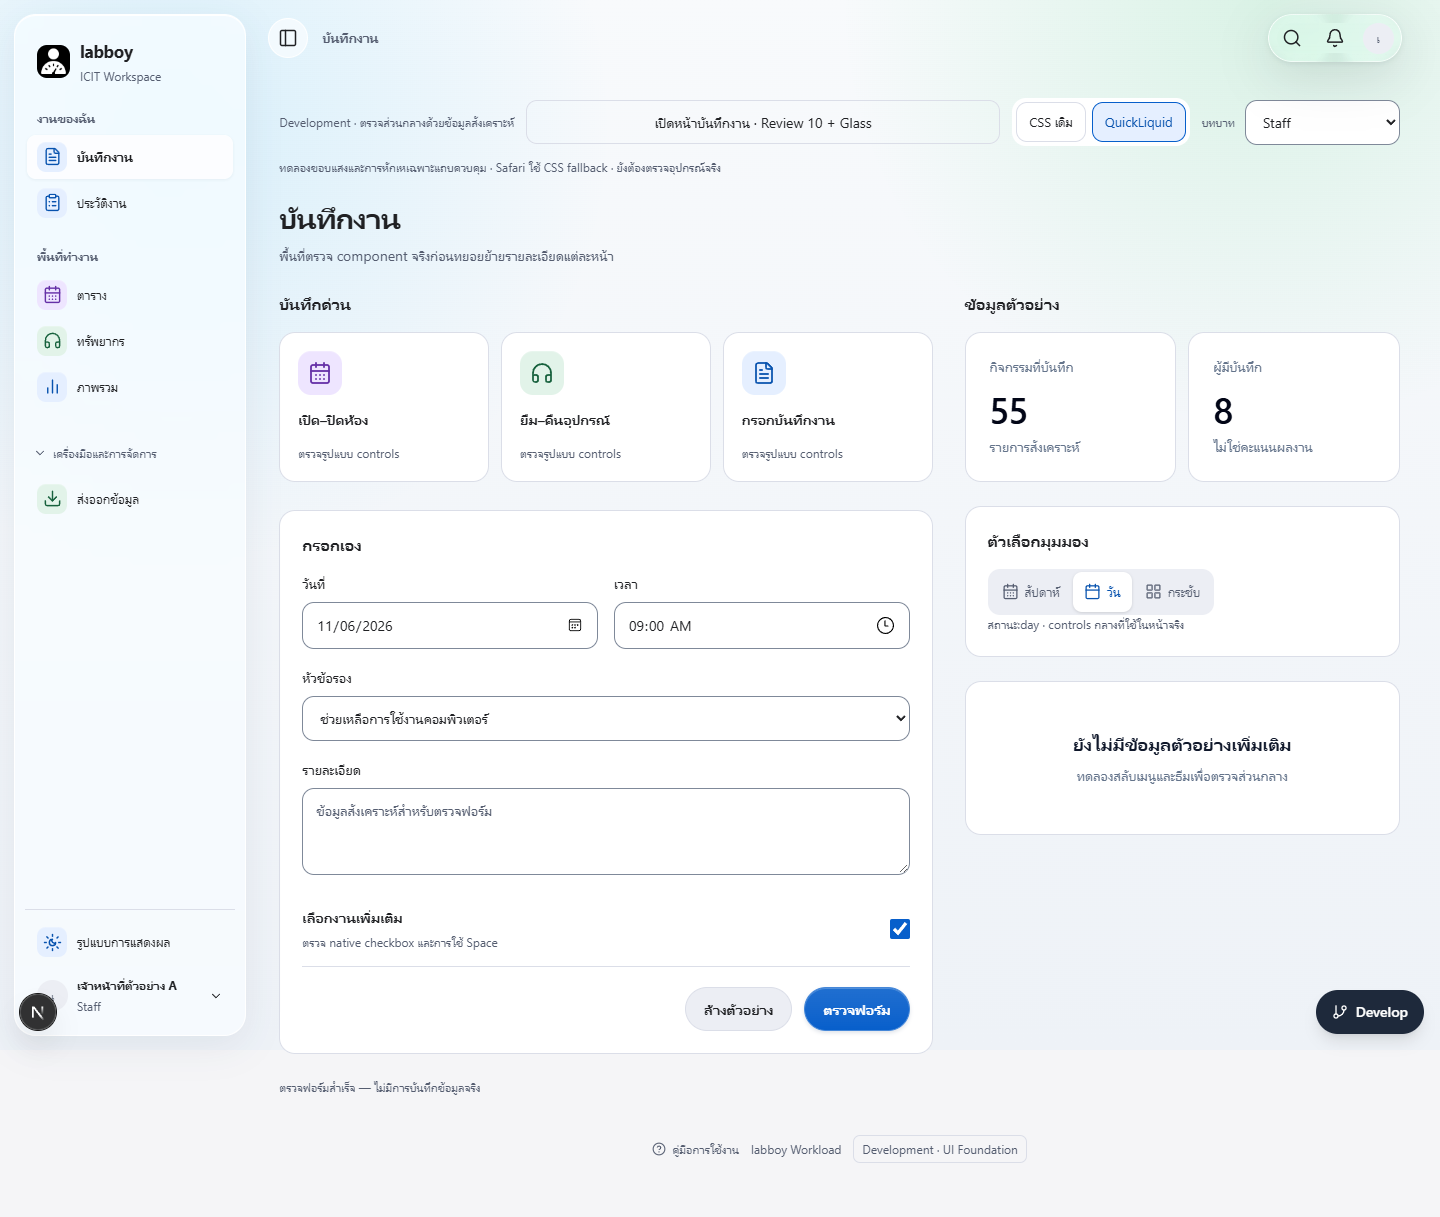 labboy
ICIT Workspace
งานของฉัน
บันทึกงาน
ประวัติงาน
พื้นที่ทำงาน
ตาราง
ทรัพยากร
ภาพรวม
เครื่องมือและการจัดการ
ส่งออกข้อมูล
รูปแบบการแสดงผล
เจ้าหน้าที่ตัวอย่าง A
Staff
N
บันทึกงาน
Development · ตรวจส่วนกลางด้วยข้อมูลสังเคราะห์
เปิดหน้าบันทึกงาน · Review 10 + Glass
CSS เดิม
QuickLiquid
บทบาท
Staff
ทดลองขอบแสงและการหักเหเฉพาะแถบควบคุม · Safari ใช้ CSS fallback · ยังต้องตรวจอุปกรณ์จริง
บันทึกงาน
พื้นที่ตรวจ component จริงก่อนทยอยย้ายรายละเอียดแต่ละหน้า
บันทึกด่วน
เปิด–ปิดห้อง
ตรวจรูปแบบ controls
ยืม–คืนอุปกรณ์
ตรวจรูปแบบ controls
กรอกบันทึกงาน
ตรวจรูปแบบ controls
กรอกเอง
วันที่
เวลา
11/06/2026
09:00 AM
หัวข้อรอง
ช่วยเหลือการใช้งานคอมพิวเตอร์
รายละเอียด
ข้อมูลสังเคราะห์สำหรับตรวจฟอร์ม
เลือกงานเพิ่มเติม
ตรวจ native checkbox และการใช้ Space
ล้างตัวอย่าง
ตรวจฟอร์ม
ตรวจฟอร์มสำเร็จ — ไม่มีการบันทึกข้อมูลจริง
ข้อมูลตัวอย่าง
กิจกรรมที่บันทึก
55
รายการสังเคราะห์
ผู้มีบันทึก
8
ไม่ใช่คะแนนผลงาน
ตัวเลือกมุมมอง
สัปดาห์
วัน
กระชับ
สถานะ:day · controls กลางที่ใช้ในหน้าจริง
ยังไม่มีข้อมูลตัวอย่างเพิ่มเติม
ทดลองสลับเมนูและธีมเพื่อตรวจส่วนกลาง
Develop
คู่มือการใช้งาน
labboy Workload
Development · UI Foundation